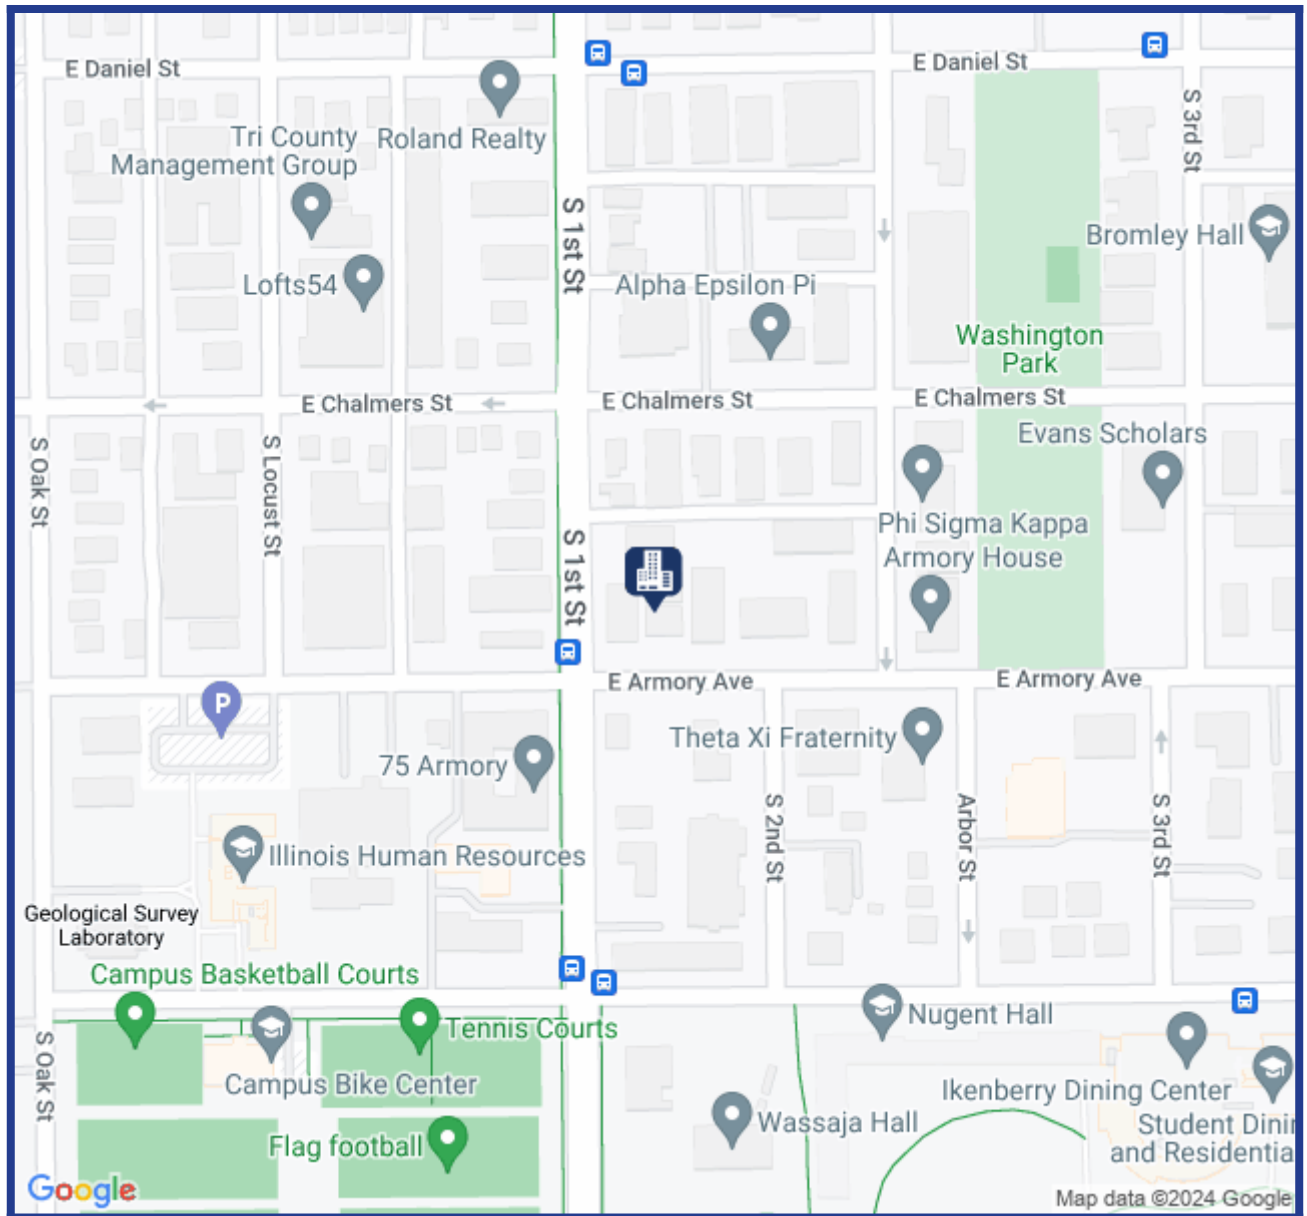 E Daniel St
E Daniel St
S 3rd St
Tri County
Management Group
Roland Realty
S 1st St
Bromley Hall
Lofts54
Alpha Epsilon Pi
Washington
Park
E Chalmers St
E Chalmers St
E Chalmers St
Evans Scholars
S Oak St
S Locust St
Phi Sigma Kappa
S 1st St
Armory House
E Armory Ave
E Armory Ave
P
Theta Xi Fraternity
75 Armory
S 2nd St
Arbor St
S 3rd St
Illinois Human Resources
Geological Survey
Laboratory
Campus Basketball Courts
Tennis Courts
Nugent Hall
S Oak St
Campus Bike Center
Ikenberry Dining Center
Wassaja Hall
Student Dini
and Residentia
Flag football
Google
Map data ©2024 Google